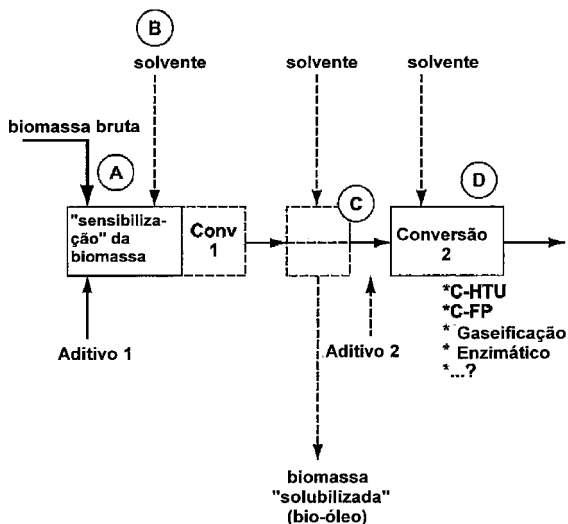 B
solvente
solvente
solvente
biomassa bruta
A
C
D
"sensibiliza-
ção" da
biomassa
Conv
1
Conversão
2
*C-HTU
*C-FP
* Gaseificação
* Enzimático
*...?
Aditivo 1
Aditivo 2
biomassa
"solubilizada"
(bio-óleo)